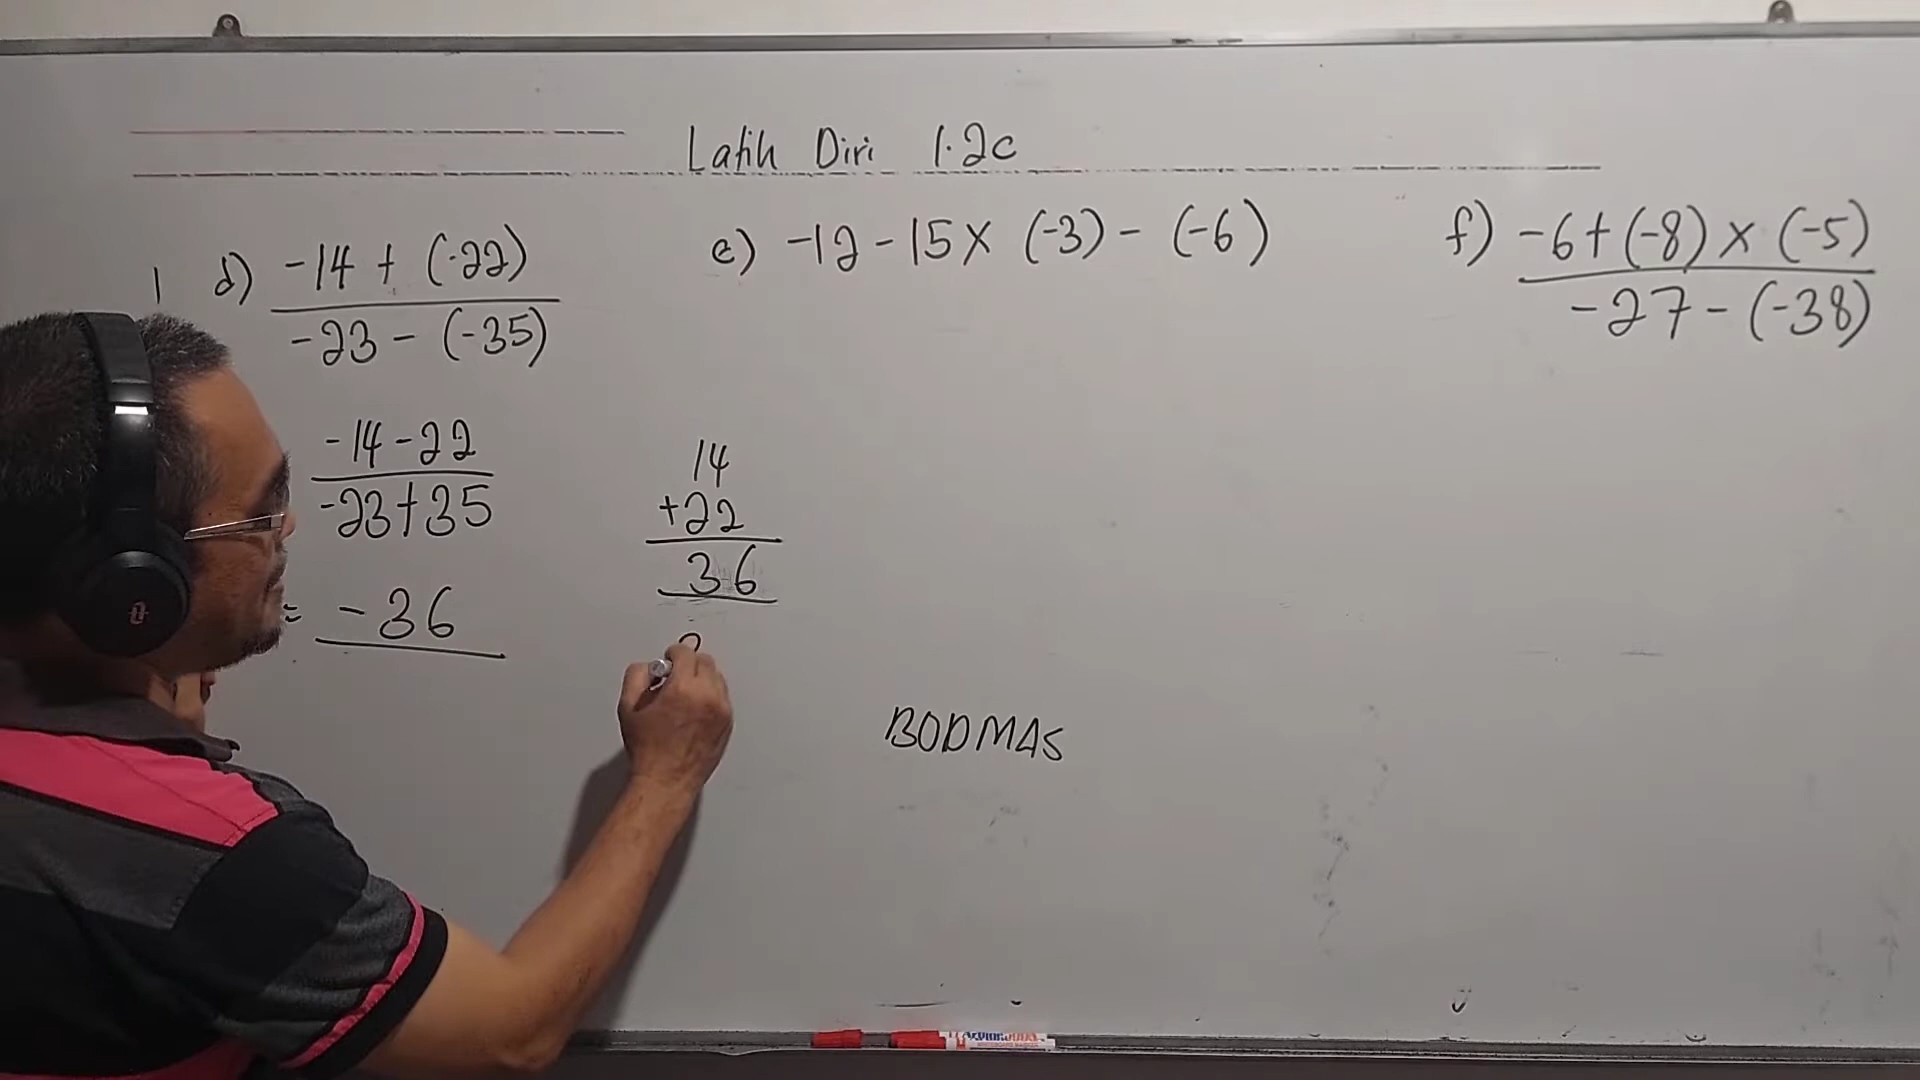 Latih Diri 1.2c
1 d) -14 + (-22)
-23 - (-35)
-14 - 22
-23 + 35
= -36
14
+22
36
3
e) -12 - 15 × (-3) - (-6)
BODMAS
f) -6 + (-8) × (-5)
-27 - (-38)